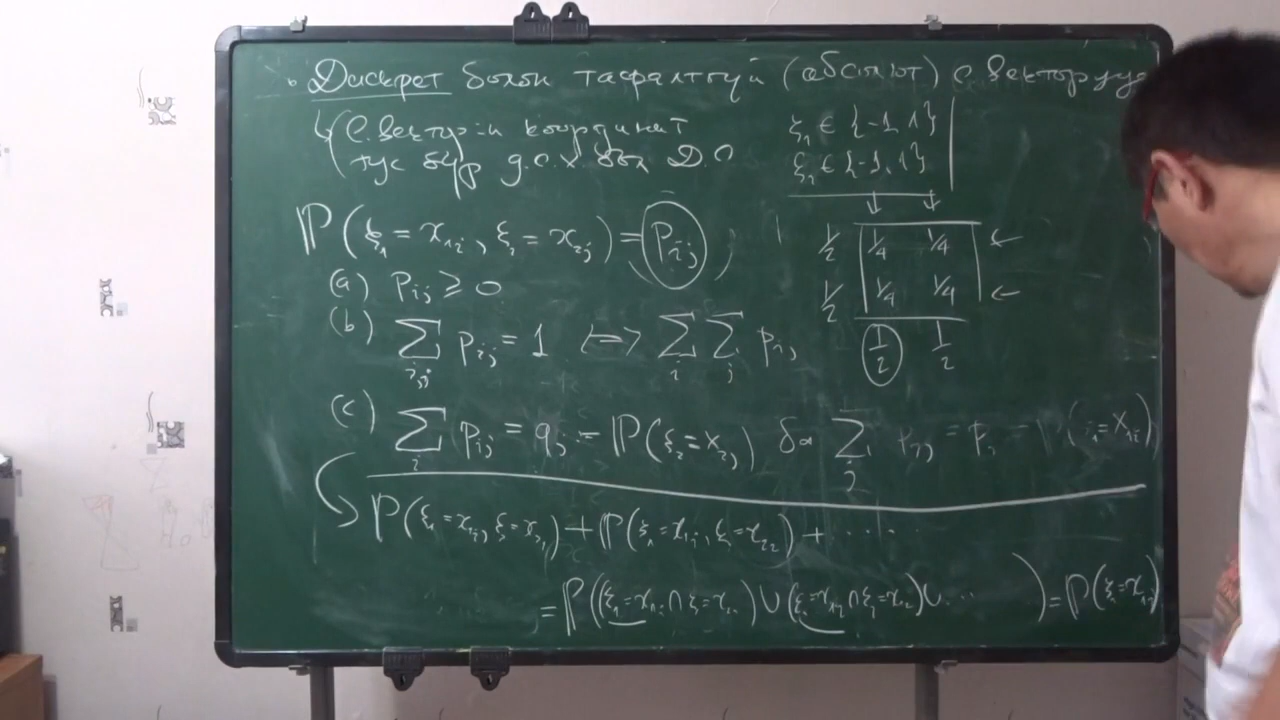 Дискрет болон тасралтгүй (абсолют) с. векторууд
(С. вектор-н координат
тус бүр д.с.х бол Д.С
ξ₁ ∈ {-1, 1}
ξ₂ ∈ {-1, 1}
ℙ(ξ₁ = x₁ᵢ, ξ₂ = x₂ⱼ) = pᵢⱼ
½ ¼ ¼
½ ¼ ¼
½ ½
(a) pᵢⱼ ≥ 0
(b) ∑ᵢ,ⱼ pᵢⱼ = 1 ⟺ ∑ᵢ ∑ⱼ pᵢⱼ
(c) ∑ᵢ pᵢⱼ = qⱼ = ℙ(ξ₂ = x₂ⱼ) ба ∑ⱼ pᵢⱼ = pᵢ = ℙ(ξ₁ = x₁ᵢ)
ℙ(ξ₁ = x₁ᵢ, ξ₂ = x₂₁) + ℙ(ξ₁ = x₁ᵢ, ξ₂ = x₂₂) + ......
= ℙ((ξ₁ = x₁ᵢ ∩ ξ₂ = x₂₁) ∪ (ξ₁ = x₁ᵢ ∩ ξ₂ = x₂₂) ∪ ... ) = ℙ(ξ₁ = x₁ᵢ)